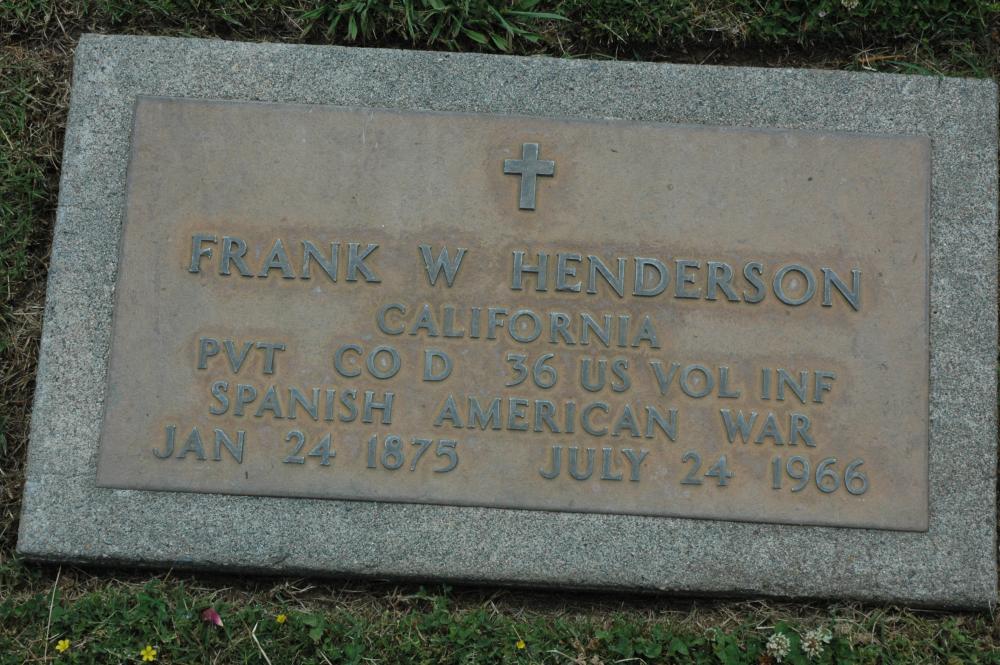 FRANK W HENDERSON
CALIFORNIA
PVT CO D 36 US VOL INF
SPANISH AMERICAN WAR
JAN 24 1875 JULY 24 1966